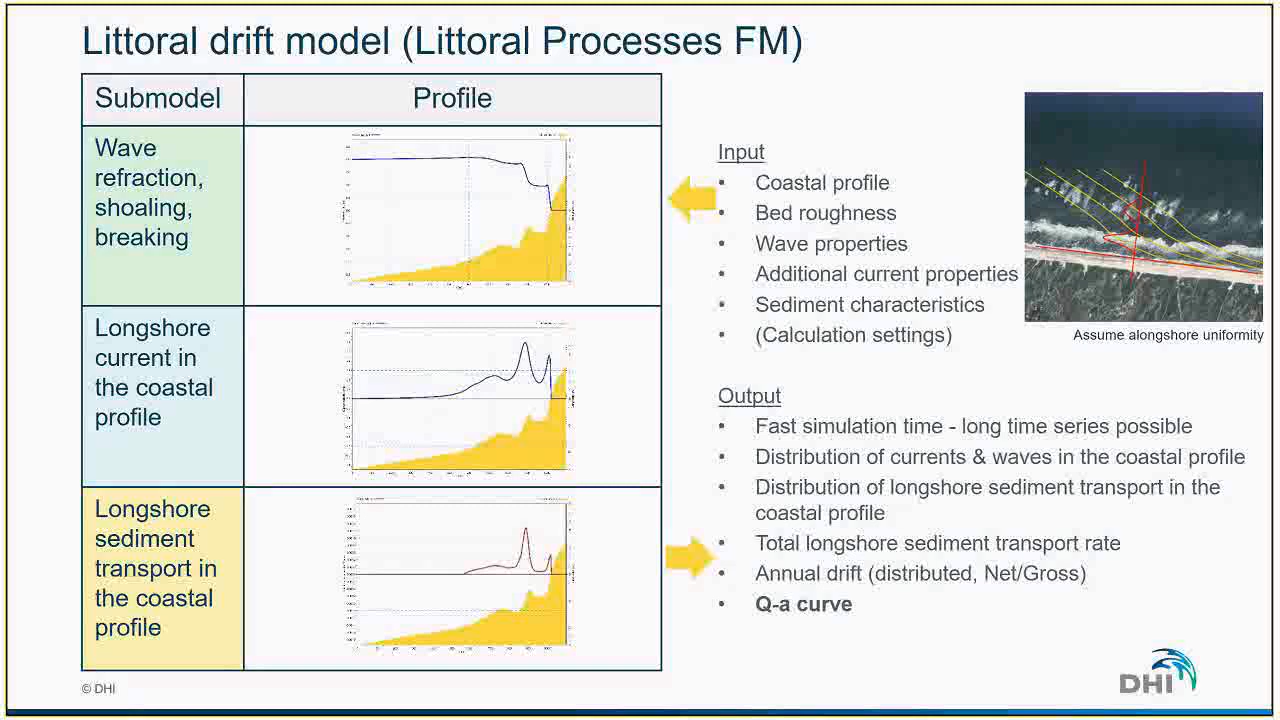 Littoral drift model (Littoral Processes FM)
Submodel
Profile
Wave
refraction,
shoaling,
breaking
Longshore
current in
the coastal
profile
Longshore
sediment
transport in
the coastal
profile
Input
• Coastal profile
• Bed roughness
• Wave properties
• Additional current properties
• Sediment characteristics
• (Calculation settings)
Assume alongshore uniformity
Output
• Fast simulation time - long time series possible
• Distribution of currents & waves in the coastal profile
• Distribution of longshore sediment transport in the
coastal profile
• Total longshore sediment transport rate
• Annual drift (distributed, Net/Gross)
• Q-a curve
© DHI
DHI